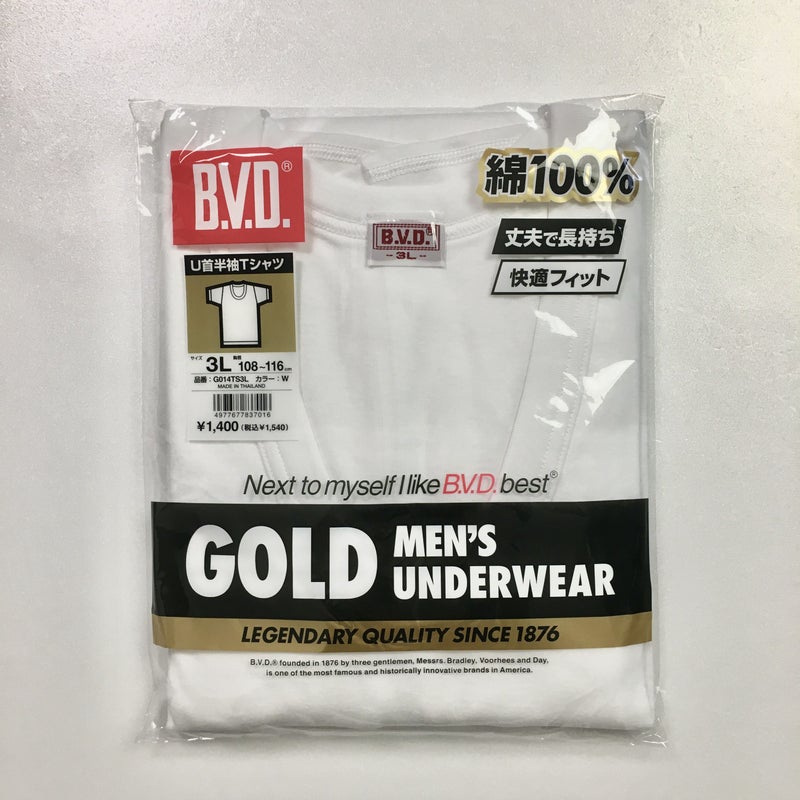 B.V.D.®
綿100%
丈夫で長持ち
快適フィット
B.V.D.®
-3L-
U首半袖Tシャツ
サイズ 3L 胸囲 108~116cm
品番:G014TS3L カラー:W
MADE IN THAILAND
4977677837016
¥1,400(税込¥1,540)
Next to myself I like B.V.D. best®
GOLD MEN'S UNDERWEAR
LEGENDARY QUALITY SINCE 1876
B.V.D.® founded in 1876 by three gentlemen, Messrs. Bradley, Voorhees and Day,
is one of the most famous and historically innovative brands in America.